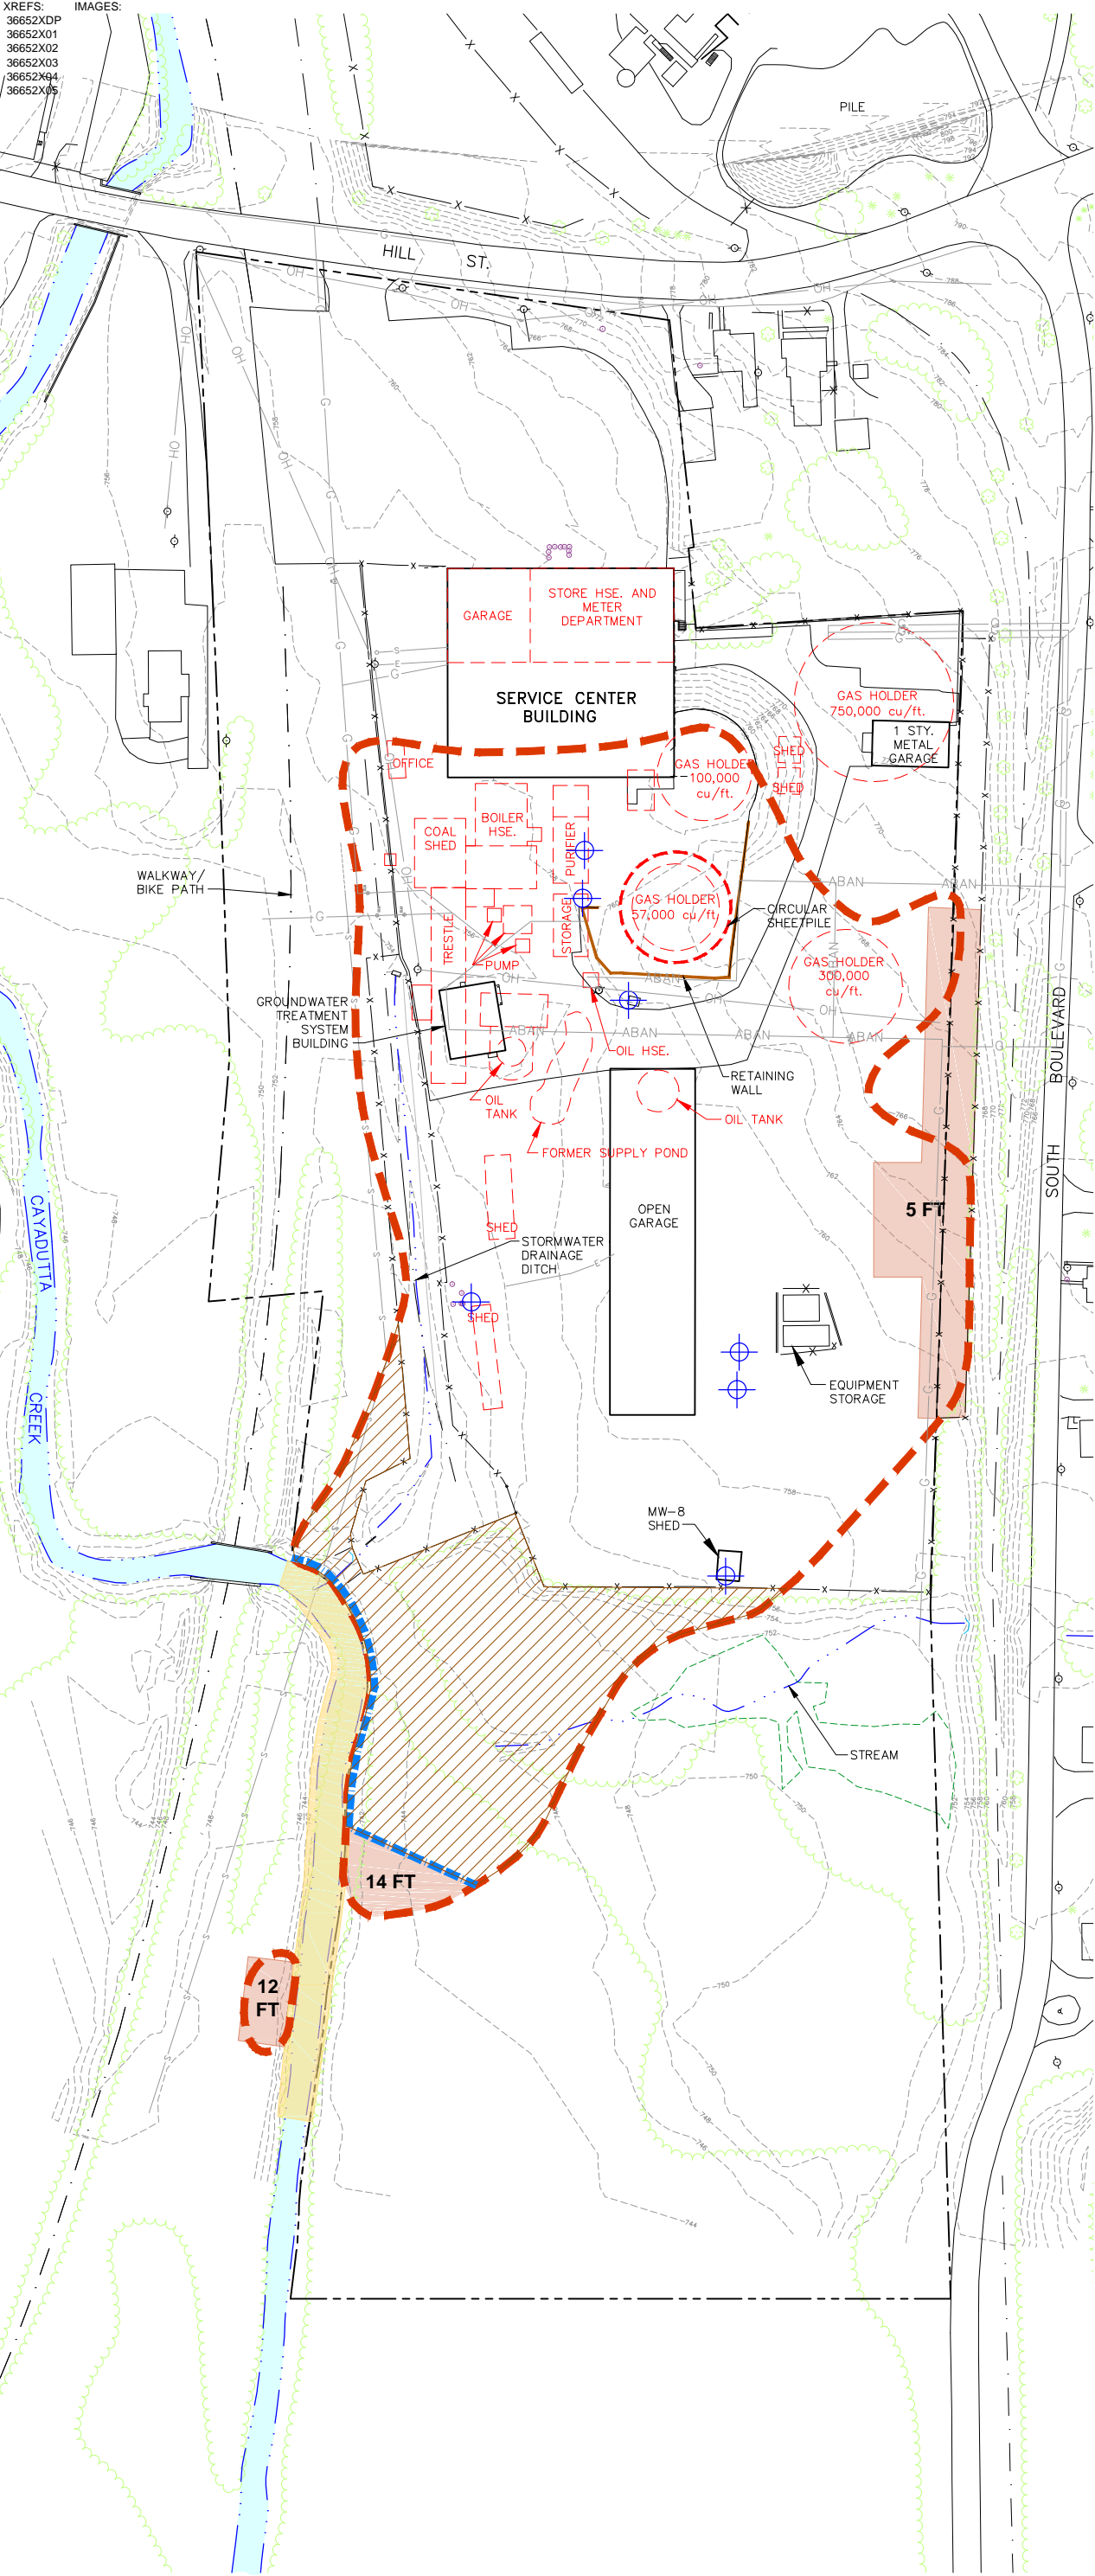 XREFS: IMAGES:
36652XDP
36652X01
36652X02
36652X03
36652X04
36652X05
PILE
HILL ST.
GARAGE
STORE HSE. AND
METER
DEPARTMENT
SERVICE CENTER
BUILDING
GAS HOLDER
750,000 cu/ft.
1 STY.
METAL
GARAGE
OFFICE
GAS HOLDER
100,000
cu/ft.
SHED
SHED
COAL
SHED
BOILER
HSE.
PURIFIER
WALKWAY/
BIKE PATH
TRESTLE
STORAGE
GAS HOLDER
57,000 cu/ft.
CIRCULAR
SHEETPILE
PUMP
GAS HOLDER
300,000
cu/ft.
GROUNDWATER
TREATMENT
SYSTEM
BUILDING
ABAN
ABAN
ABAN
ABAN
ABAN
ABAN
ABAN
ABAN
OIL HSE.
RETAINING
WALL
OIL
TANK
OIL TANK
FORMER SUPPLY POND
SOUTH BOULEVARD
OPEN
GARAGE
5 FT
SHED
STORMWATER
DRAINAGE
DITCH
CAYADUTTA
CREEK
SHED
EQUIPMENT
STORAGE
MW-8
SHED
STREAM
14 FT
12
FT